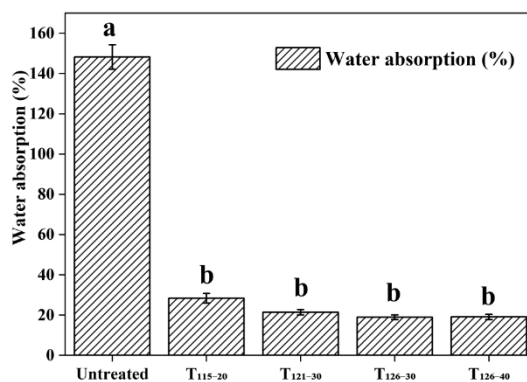 a
Water absorption (%)
160
140
120
100
80
60
40
20
0
Water absorption (%)
b
b
b
b
Untreated
T₁₁₅₋₂₀
T₁₂₁₋₃₀
T₁₂₆₋₃₀
T₁₂₆₋₄₀